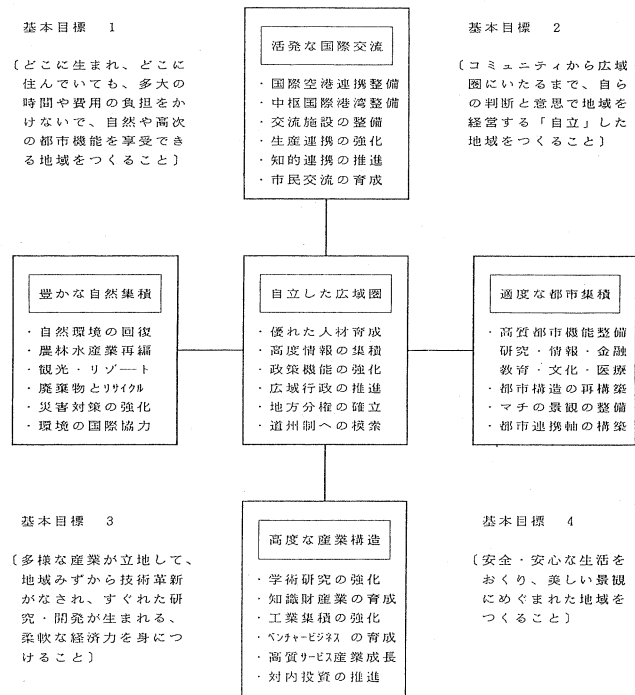 基本目標　1
〔どこに生まれ、どこに
住んでいても、多大の
時間や費用の負担をか
けないで、自然や高次
の都市機能を享受でき
る地域をつくること〕
活発な国際交流
・国際空港連携整備
・中枢国際港湾整備
・交流施設の整備
・生産連携の強化
・知的連携の推進
・市民交流の育成
基本目標　2
〔コミュニティから広域
圏にいたるまで、自ら
の判断と意思で地域を
経営する「自立」した
地域をつくること〕
豊かな自然集積
・自然環境の回復
・農林水産業再編
・観光・リゾート
・廃棄物とリサイクル
・災害対策の強化
・環境の国際協力
自立した広域圏
・優れた人材育成
・高度情報の集積
・政策機能の強化
・広域行政の推進
・地方分権の確立
・道州制への模索
適度な都市集積
・高質都市機能整備
研究・情報・金融
教育・文化・医療
・都市構造の再構築
・マチの景観の整備
・都市連携軸の構築
基本目標　3
〔多様な産業が立地して、
地域みずから技術革新
がなされ、すぐれた研
究・開発が生まれる、
柔軟な経済力を身につ
けること〕
高度な産業構造
・学術研究の強化
・知識財産業の育成
・工業集積の強化
・ベンチャービジネスの育成
・高質サービス産業成長
・対内投資の推進
基本目標　4
〔安全・安心な生活を
おくり、美しい景観
にめぐまれた地域を
つくること〕